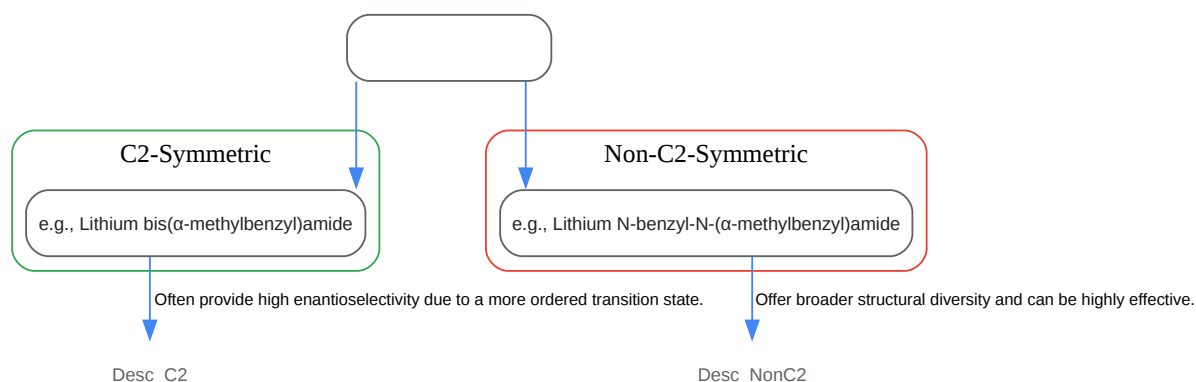 C2-Symmetric
Non-C2-Symmetric
e.g., Lithium bis(α-methylbenzyl)amide
e.g., Lithium N-benzyl-N-(α-methylbenzyl)amide
Often provide high enantioselectivity due to a more ordered transition state.
Offer broader structural diversity and can be highly effective.
Desc_C2
Desc_NonC2